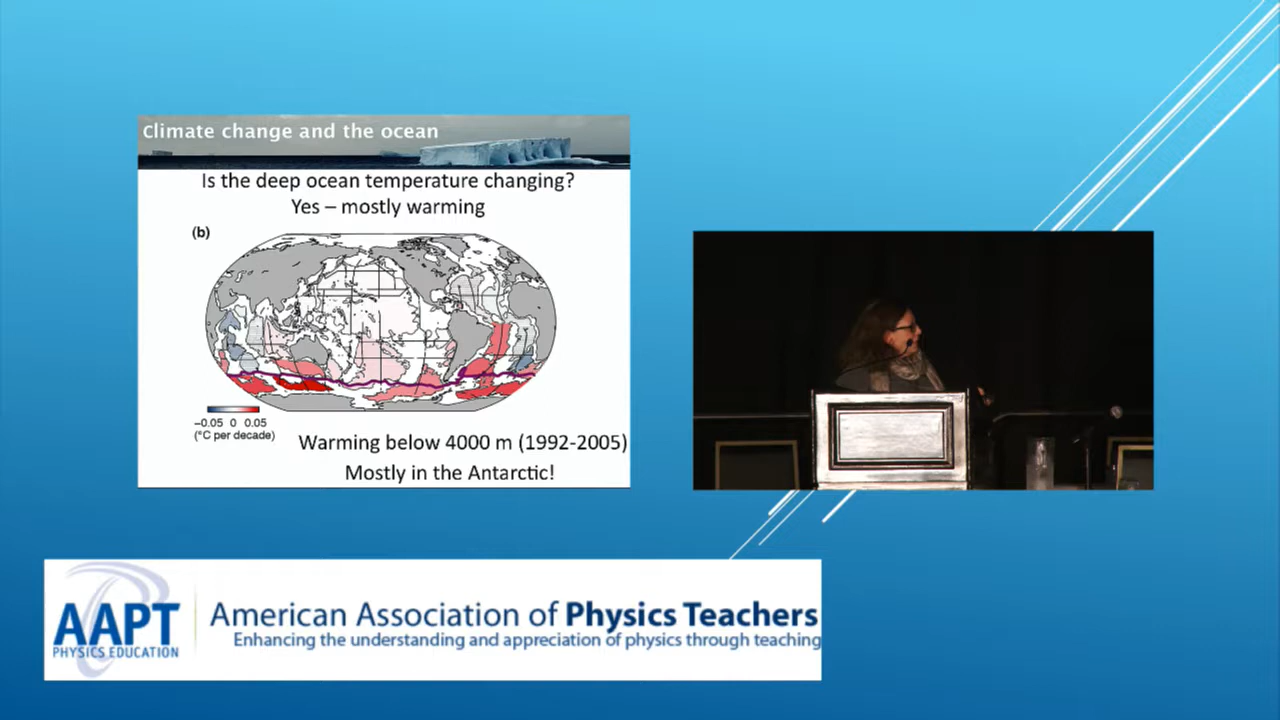 Climate change and the ocean
Is the deep ocean temperature changing?
Yes – mostly warming
(b)
−0.05 0 0.05
(°C per decade)
Warming below 4000 m (1992-2005)
Mostly in the Antarctic!
AAPT
PHYSICS EDUCATION
American Association of Physics Teachers
Enhancing the understanding and appreciation of physics through teaching